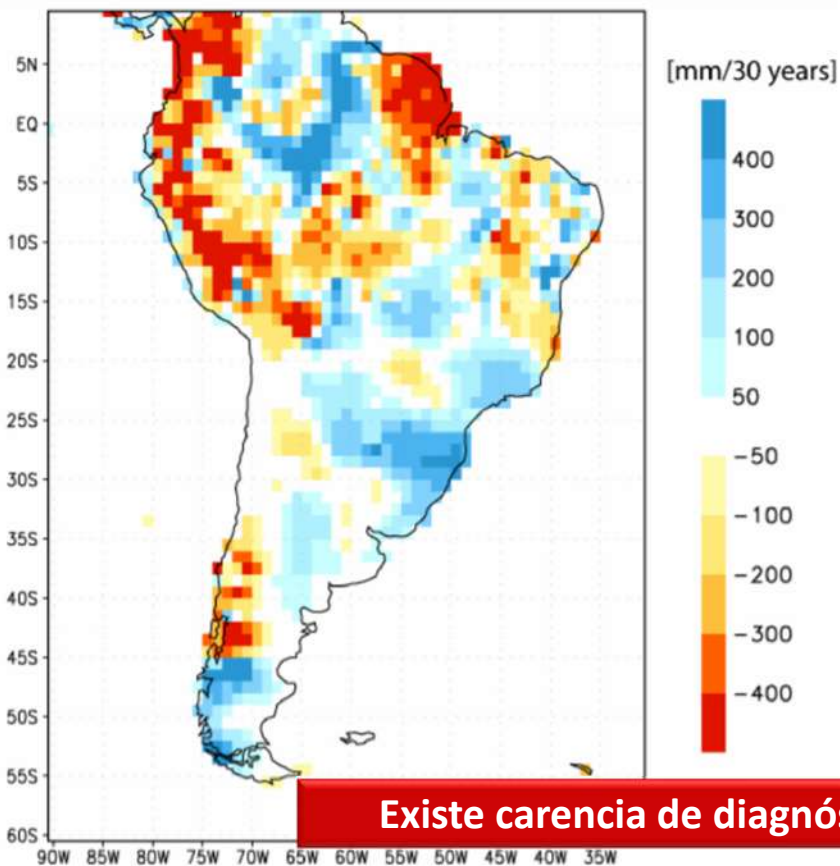 [mm/30 years]
5N
EQ
5S
10S
15S
20S
25S
30S
35S
40S
45S
50S
55S
60S
90W 85W 80W 75W 70W 65W 60W 55W 50W 45W 40W 35W
400
300
200
100
50
-50
-100
-200
-300
-400
Existe carencia de diagnós